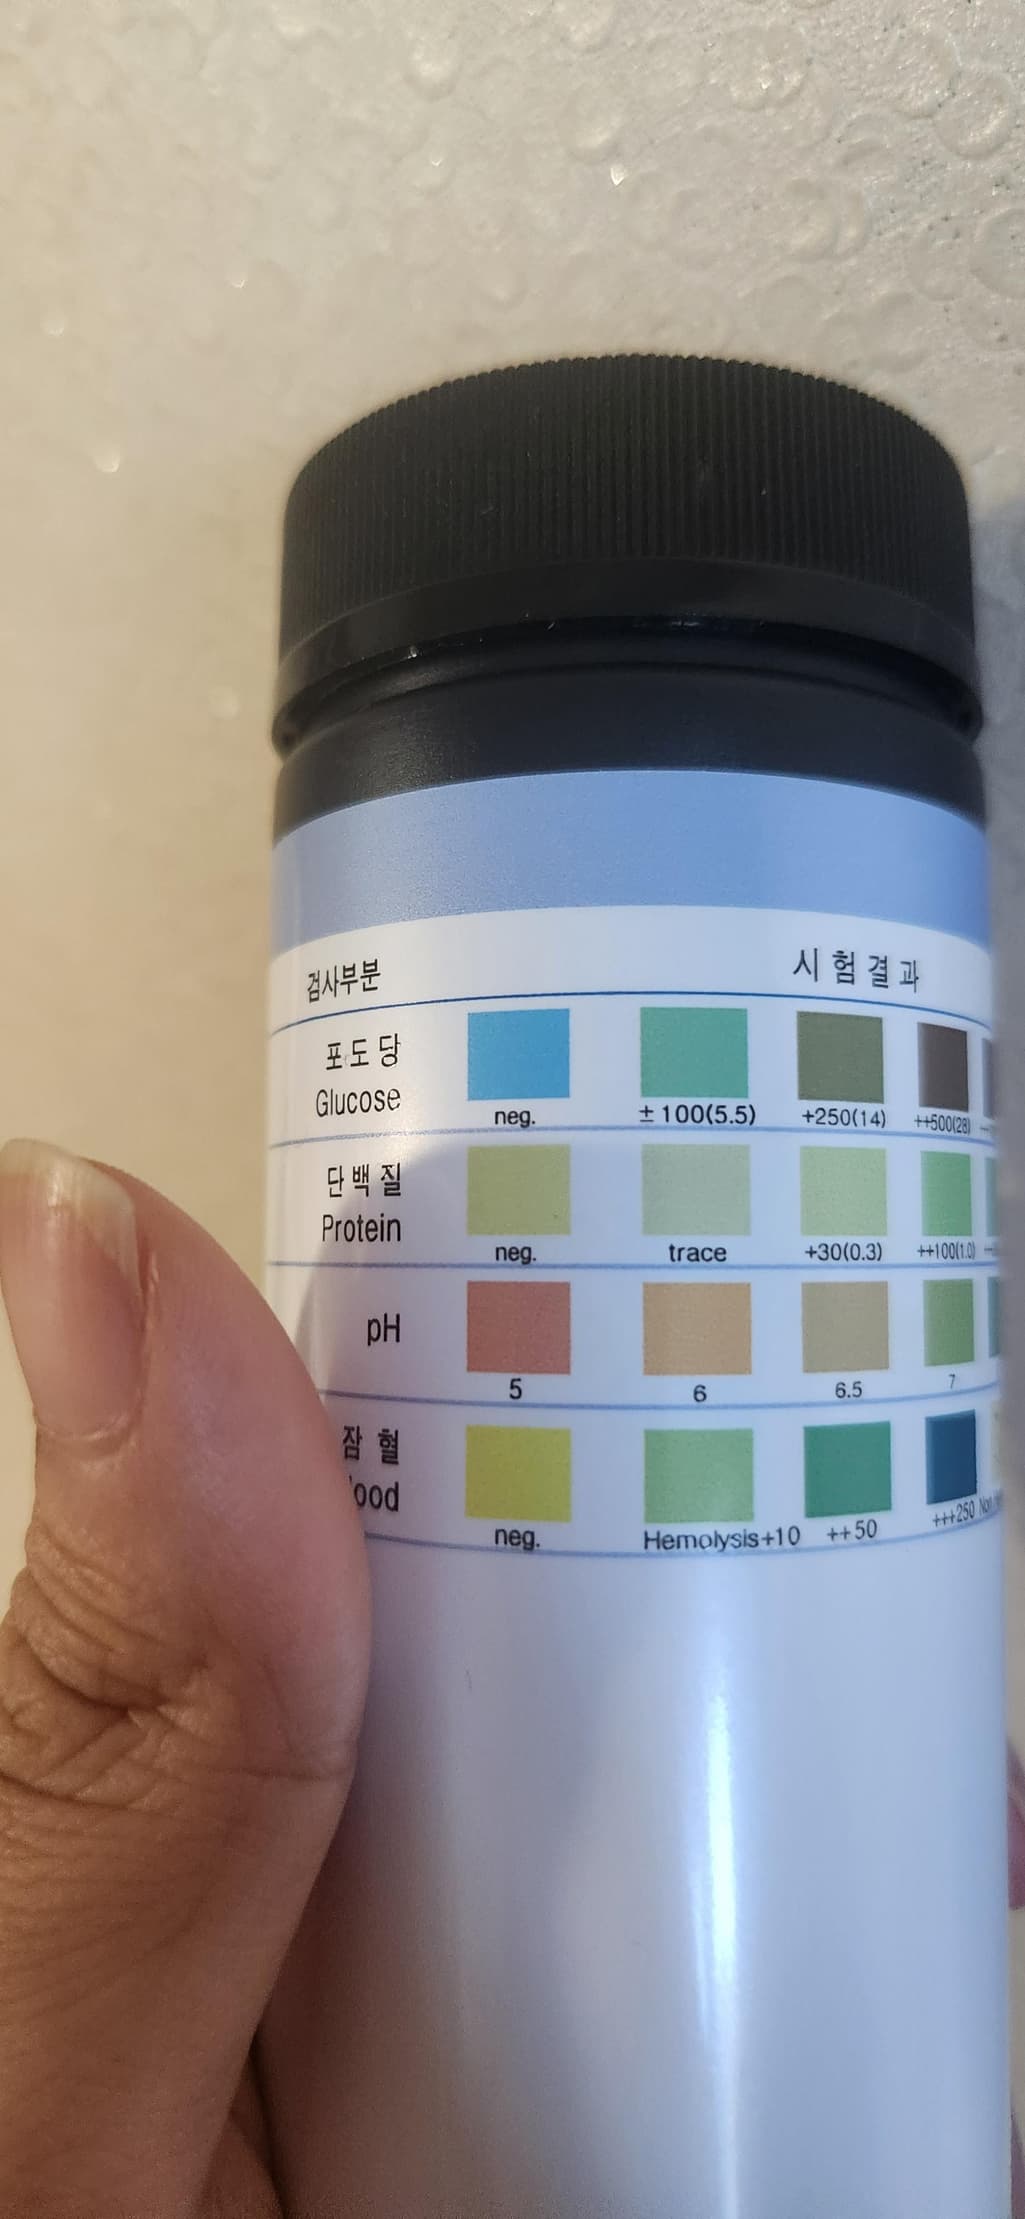 검사부분 시험결과
포도당
Glucose
neg. ±100(5.5) +250(14) ++500(28)
단백질
Protein
neg. trace +30(0.3) ++100(1.0)
pH
5 6 6.5 7
잠혈
neg. Hemolysis+10 ++50 +++250